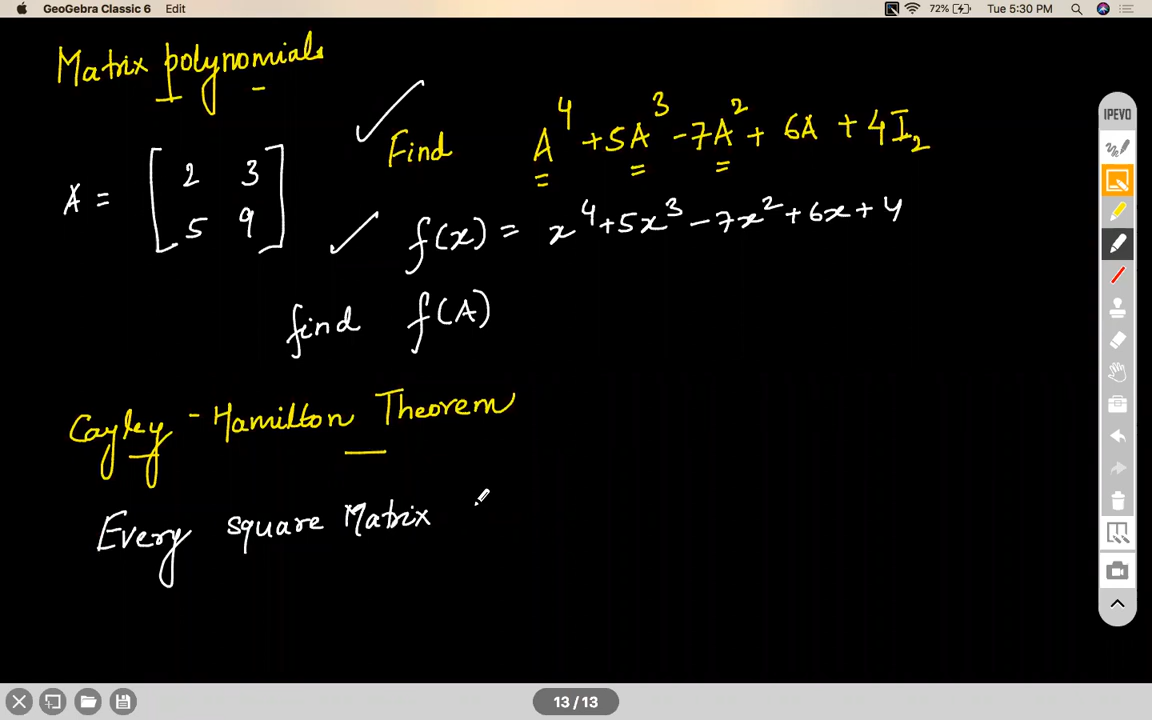 GeoGebra Classic 6 Edit 72% Tue 5:30 PM
Matrix polynomials
Find A⁴ + 5A³ - 7A² + 6A + 4I₂
A = [2 3
5 9]
f(x) = x⁴ + 5x³ - 7x² + 6x + 4
find f(A)
Cayley - Hamilton Theorem
Every square Matrix
IPEVO
13 / 13